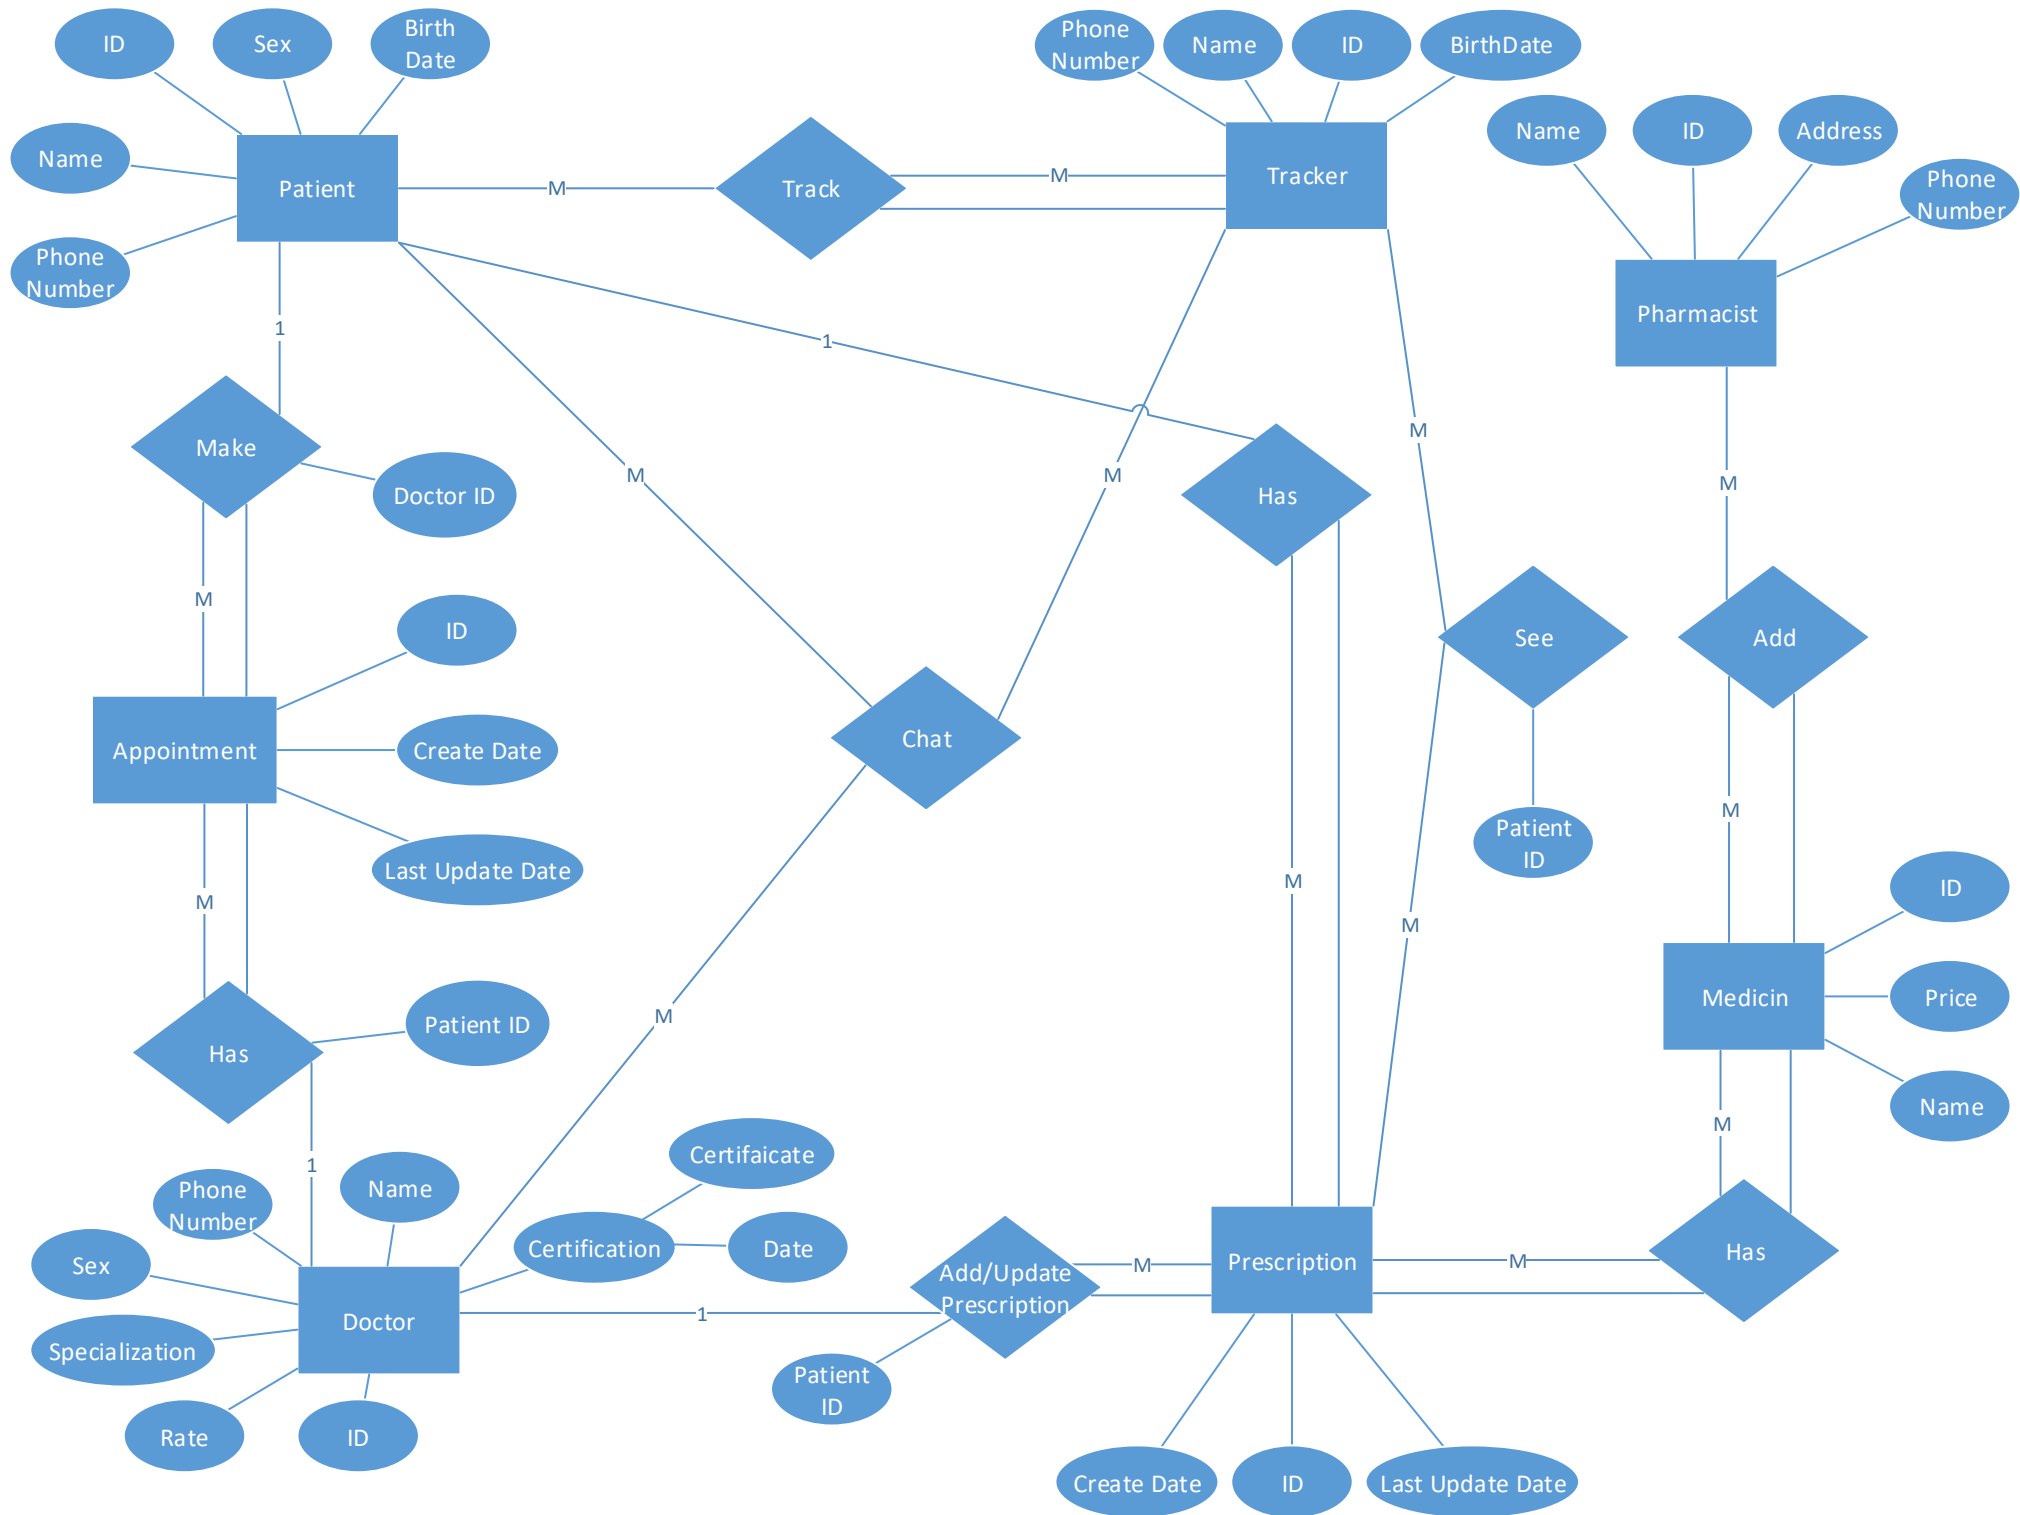 ID
Sex
Birth
Date
Phone
Number
Name
ID
BirthDate
Name
ID
Address
Name
Patient
M
Track
M
Tracker
Phone
Number
Phone
Number
Pharmacist
1
1
Make
M
Doctor ID
M
M
Has
M
M
ID
See
Add
M
Appointment
Create Date
Chat
Last Update Date
Patient
ID
M
M
M
M
ID
Patient ID
M
Medicin
Price
Has
Name
M
1
Certifaicate
Phone
Number
Name
Sex
Certification
Date
Add/Update
Prescription
M
Prescription
M
Has
Doctor
1
Specialization
Patient
ID
Rate
ID
Create Date
ID
Last Update Date